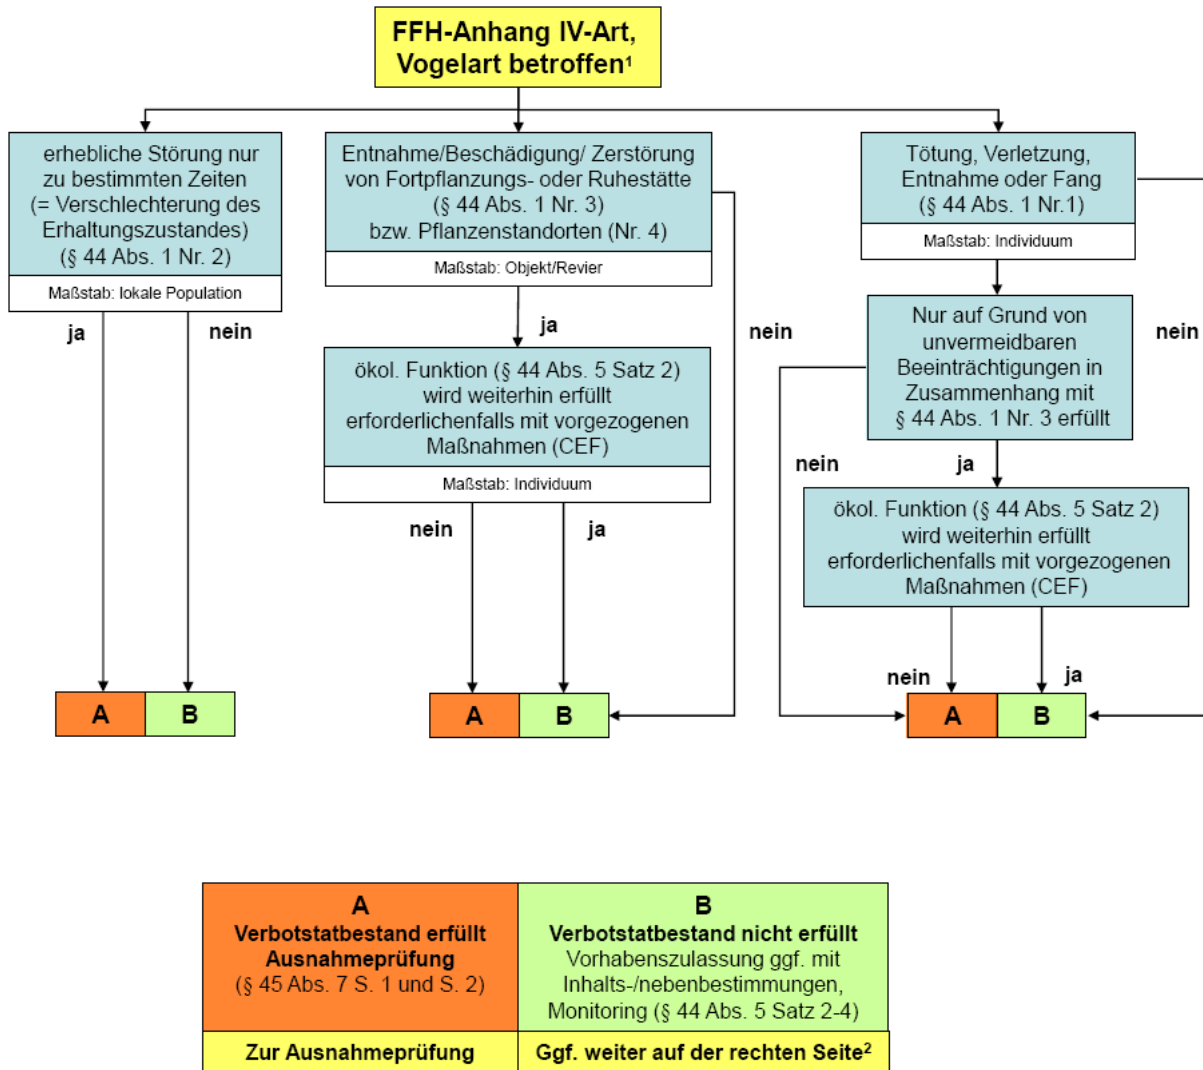 FFH-Anhang IV-Art,
Vogelart betroffen¹
erhebliche Störung nur
zu bestimmten Zeiten
(= Verschlechterung des
Erhaltungszustandes)
(§ 44 Abs. 1 Nr. 2)
Maßstab: lokale Population
ja
nein
Entnahme/Beschädigung/ Zerstörung
von Fortpflanzungs- oder Ruhestätte
(§ 44 Abs. 1 Nr. 3)
bzw. Pflanzenstandorten (Nr. 4)
Maßstab: Objekt/Revier
ja
nein
ökol. Funktion (§ 44 Abs. 5 Satz 2)
wird weiterhin erfüllt
erforderlichenfalls mit vorgezogenen
Maßnahmen (CEF)
Maßstab: Individuum
nein
ja
Tötung, Verletzung,
Entnahme oder Fang
(§ 44 Abs. 1 Nr.1)
Maßstab: Individuum
nein
Nur auf Grund von
unvermeidbaren
Beeinträchtigungen in
Zusammenhang mit
§ 44 Abs. 1 Nr. 3 erfüllt
nein
ja
ökol. Funktion (§ 44 Abs. 5 Satz 2)
wird weiterhin erfüllt
erforderlichenfalls mit vorgezogenen
Maßnahmen (CEF)
nein
ja
A B
A B
A B
A
Verbotstatbestand erfüllt
Ausnahmeprüfung
(§ 45 Abs. 7 S. 1 und S. 2)
Zur Ausnahmeprüfung
B
Verbotstatbestand nicht erfüllt
Vorhabenszulassung ggf. mit
Inhalts-/nebenbestimmungen,
Monitoring (§ 44 Abs. 5 Satz 2-4)
Ggf. weiter auf der rechten Seite²